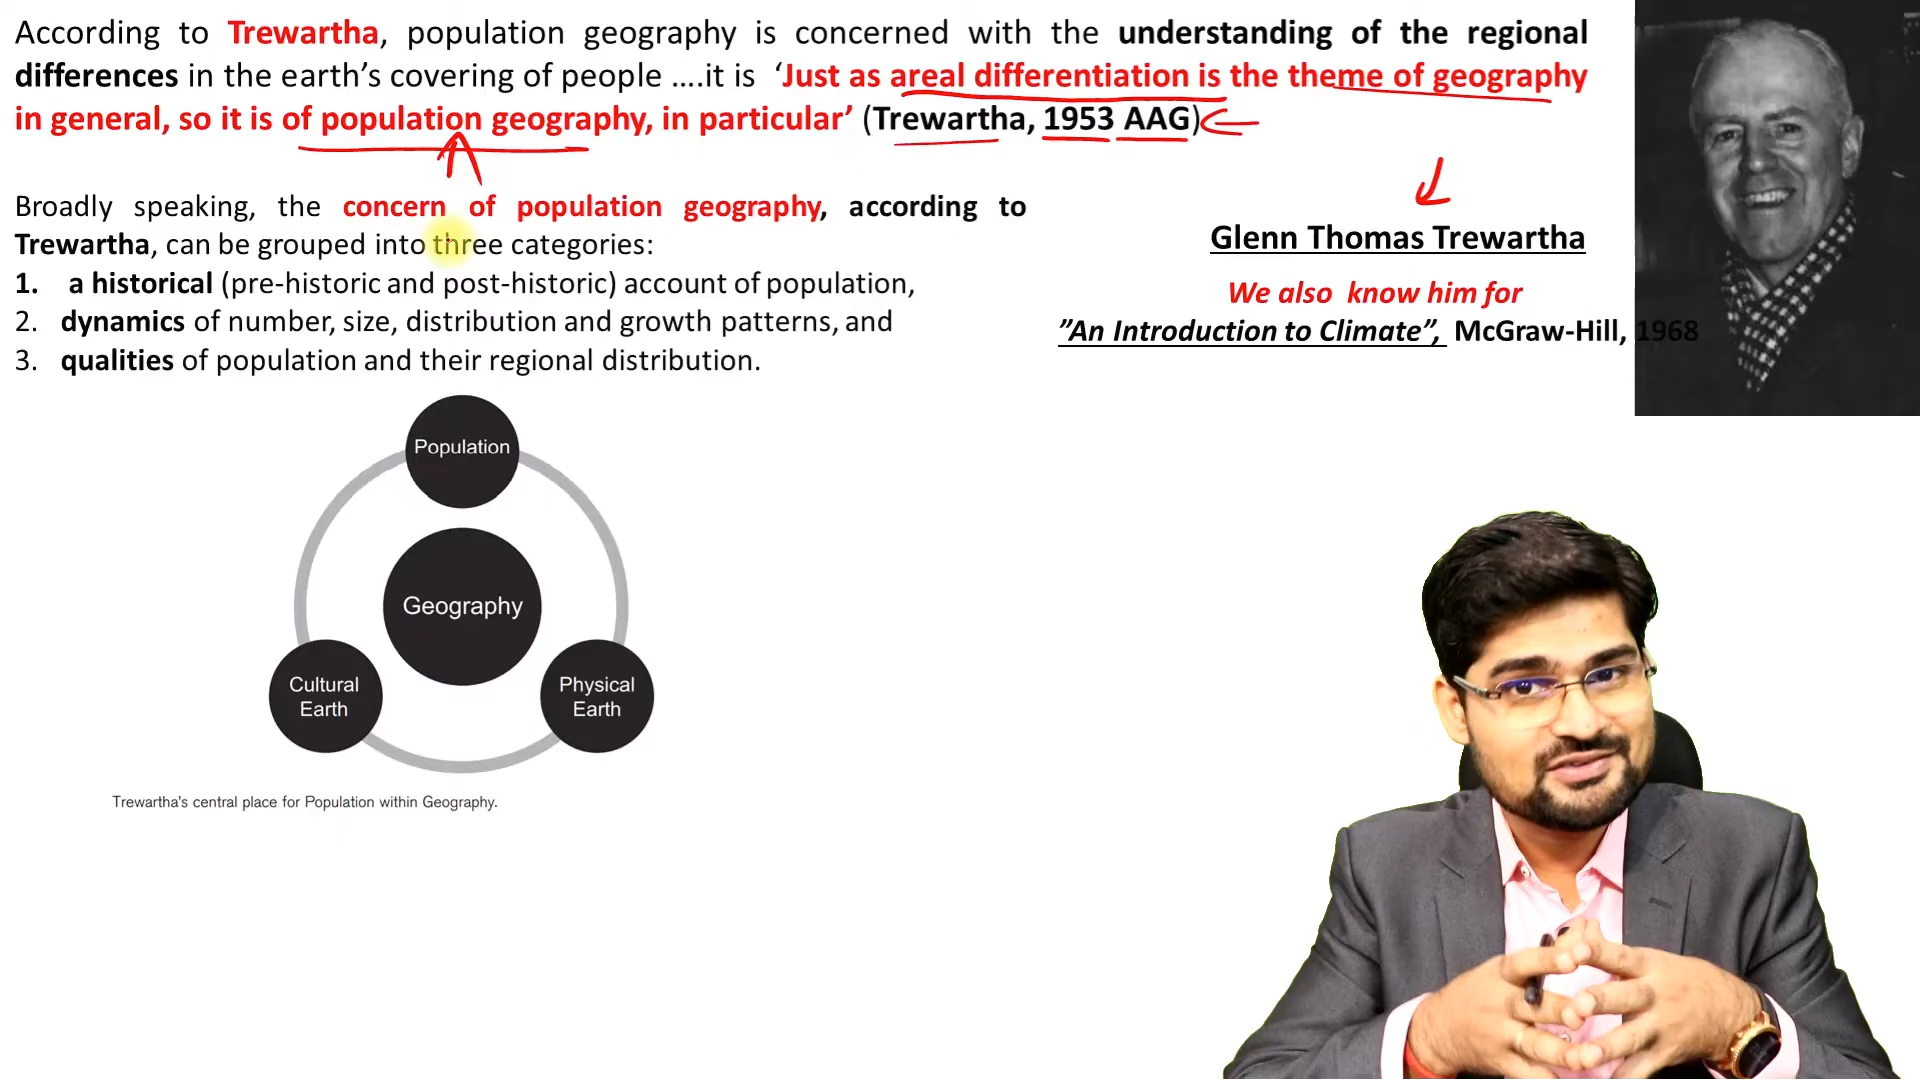 According to Trewartha, population geography is concerned with the understanding of the regional
differences in the earth’s covering of people ....it is ‘Just as areal differentiation is the theme of geography
in general, so it is of population geography, in particular’ (Trewartha, 1953 AAG)
Broadly speaking, the concern of population geography, according to
Trewartha, can be grouped into three categories:
1. a historical (pre-historic and post-historic) account of population,
2. dynamics of number, size, distribution and growth patterns, and
3. qualities of population and their regional distribution.
Glenn Thomas Trewartha
We also know him for
”An Introduction to Climate”, McGraw-Hill, 1968
Population
Geography
Cultural
Earth
Physical
Earth
Trewartha's central place for Population within Geography.